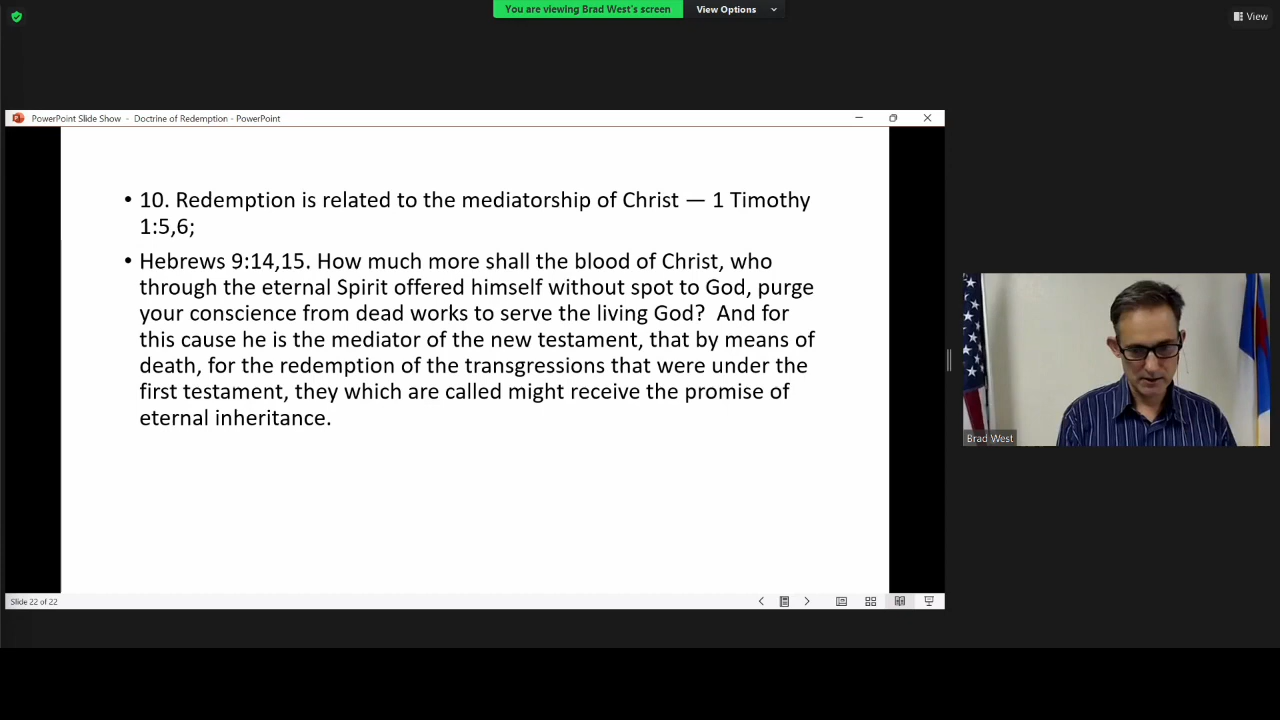 You are viewing Brad West's screen
View Options
View
PowerPoint Slide Show - Doctrine of Redemption - PowerPoint
• 10. Redemption is related to the mediatorship of Christ — 1 Timothy
1:5,6;
• Hebrews 9:14,15. How much more shall the blood of Christ, who
through the eternal Spirit offered himself without spot to God, purge
your conscience from dead works to serve the living God? And for
this cause he is the mediator of the new testament, that by means of
death, for the redemption of the transgressions that were under the
first testament, they which are called might receive the promise of
eternal inheritance.
Brad West
Slide 22 of 22